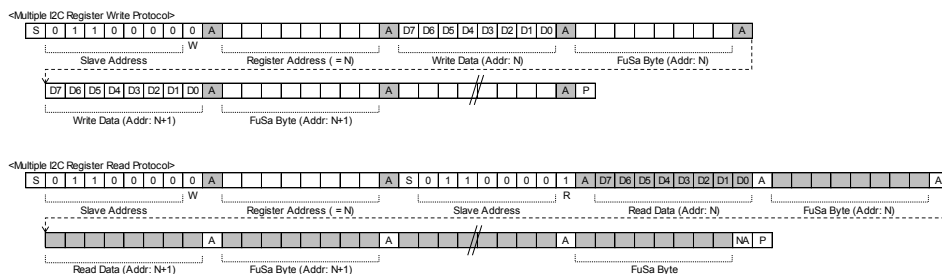 <Multiple I2C Register Write Protocol>
S 0 1 1 0 0 0 0 0 A A D7 D6 D5 D4 D3 D2 D1 D0 A A
W
Slave Address Register Address ( = N) Write Data (Addr: N) FuSa Byte (Addr: N)
D7 D6 D5 D4 D3 D2 D1 D0 A A A P
Write Data (Addr: N+1) FuSa Byte (Addr: N+1)
<Multiple I2C Register Read Protocol>
S 0 1 1 0 0 0 0 0 A A S 0 1 1 0 0 0 0 1 A D7 D6 D5 D4 D3 D2 D1 D0 A A
W R
Slave Address Register Address ( = N) Slave Address Read Data (Addr: N) FuSa Byte (Addr: N)
A A A NA P
Read Data (Addr: N+1) FuSa Byte (Addr: N+1) FuSa Byte